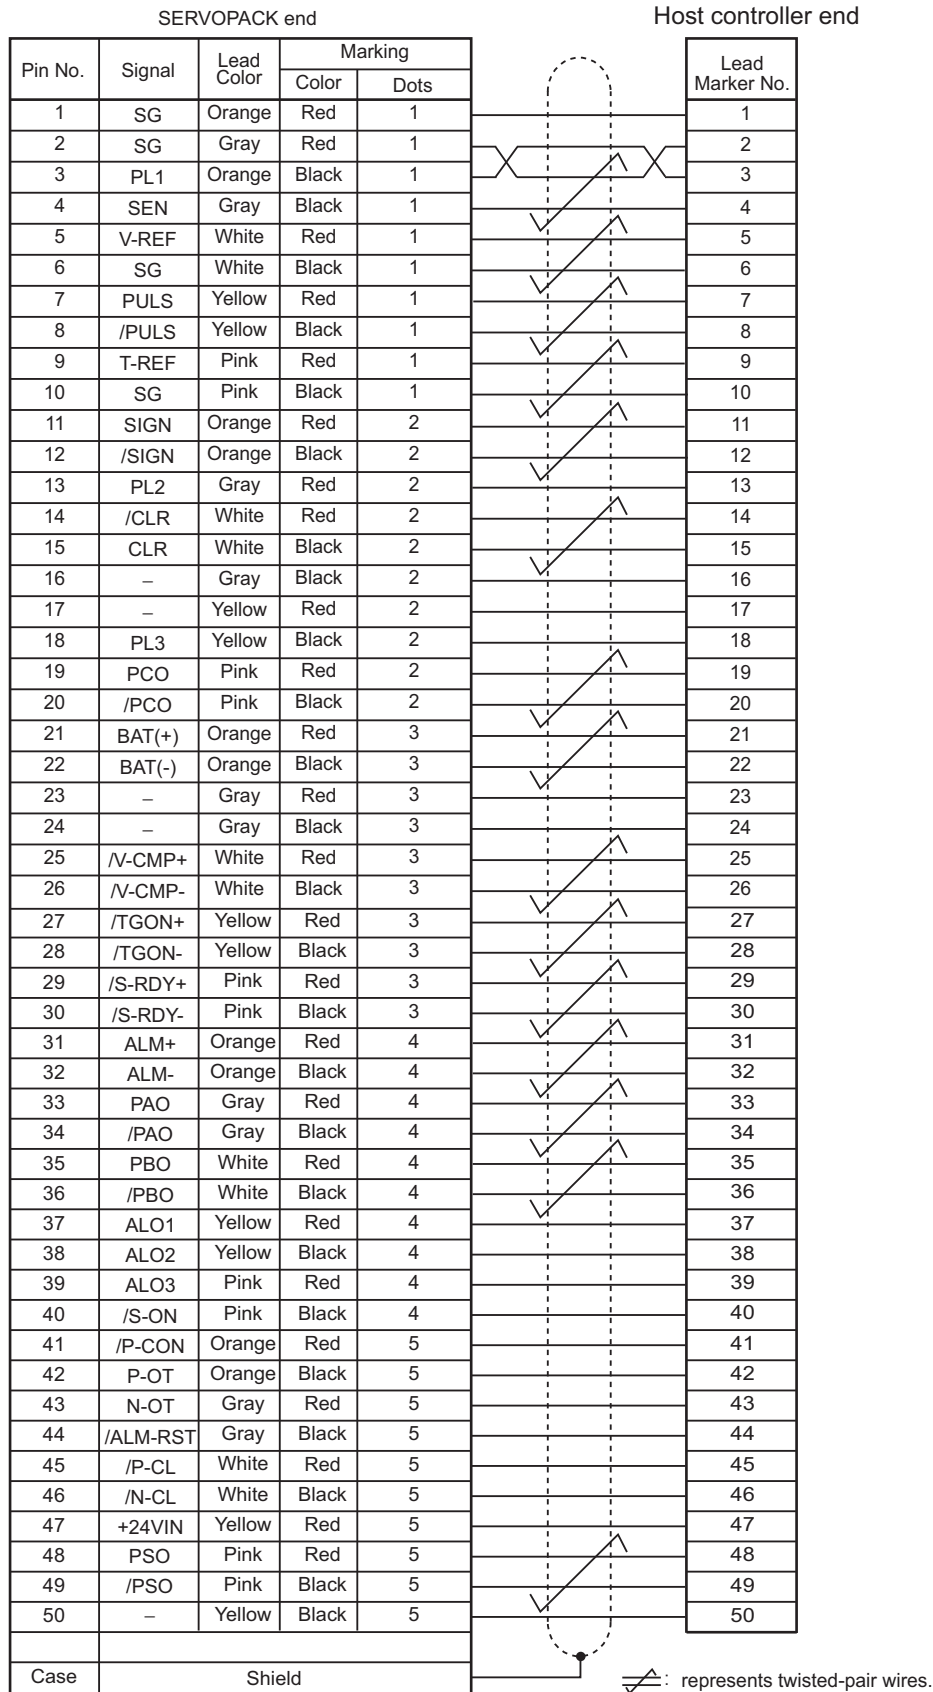 SERVOPACK end Host controller end
Pin No. Signal Lead Color Marking Lead Marker No.
Color Dots
1 SG Orange Red 1 1
2 SG Gray Red 1 2
3 PL1 Orange Black 1 3
4 SEN Gray Black 1 4
5 V-REF White Red 1 5
6 SG White Black 1 6
7 PULS Yellow Red 1 7
8 /PULS Yellow Black 1 8
9 T-REF Pink Red 1 9
10 SG Pink Black 1 10
11 SIGN Orange Red 2 11
12 /SIGN Orange Black 2 12
13 PL2 Gray Red 2 13
14 /CLR White Red 2 14
15 CLR White Black 2 15
16 – Gray Black 2 16
17 – Yellow Red 2 17
18 PL3 Yellow Black 2 18
19 PCO Pink Red 2 19
20 /PCO Pink Black 2 20
21 BAT(+) Orange Red 3 21
22 BAT(-) Orange Black 3 22
23 – Gray Red 3 23
24 – Gray Black 3 24
25 /V-CMP+ White Red 3 25
26 /V-CMP- White Black 3 26
27 /TGON+ Yellow Red 3 27
28 /TGON- Yellow Black 3 28
29 /S-RDY+ Pink Red 3 29
30 /S-RDY- Pink Black 3 30
31 ALM+ Orange Red 4 31
32 ALM- Orange Black 4 32
33 PAO Gray Red 4 33
34 /PAO Gray Black 4 34
35 PBO White Red 4 35
36 /PBO White Black 4 36
37 ALO1 Yellow Red 4 37
38 ALO2 Yellow Black 4 38
39 ALO3 Pink Red 4 39
40 /S-ON Pink Black 4 40
41 /P-CON Orange Red 5 41
42 P-OT Orange Black 5 42
43 N-OT Gray Red 5 43
44 /ALM-RST Gray Black 5 44
45 /P-CL White Red 5 45
46 /N-CL White Black 5 46
47 +24VIN Yellow Red 5 47
48 PSO Pink Red 5 48
49 /PSO Pink Black 5 49
50 – Yellow Black 5 50
Case Shield
: represents twisted-pair wires.